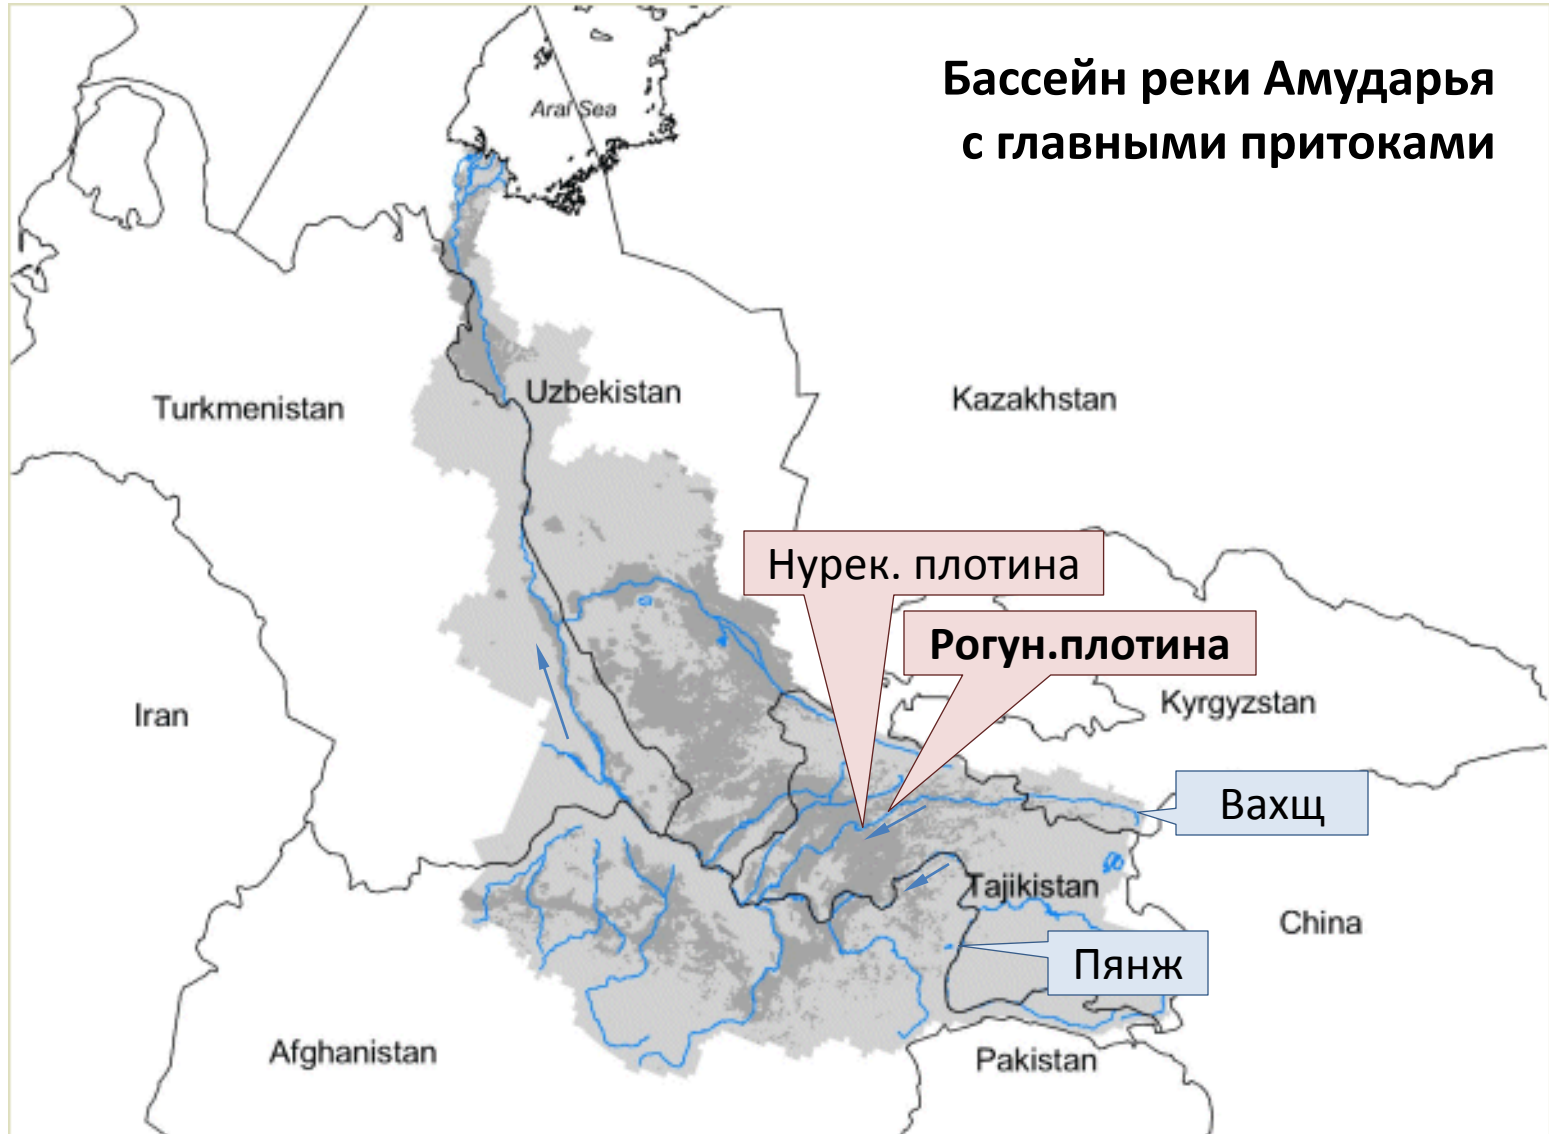 Бассейн реки Амударья
с главными притоками
Aral Sea
Turkmenistan
Uzbekistan
Kazakhstan
Нурек. плотина
Рогун.плотина
Iran
Kyrgyzstan
Вахщ
Tajikistan
China
Пянж
Afghanistan
Pakistan